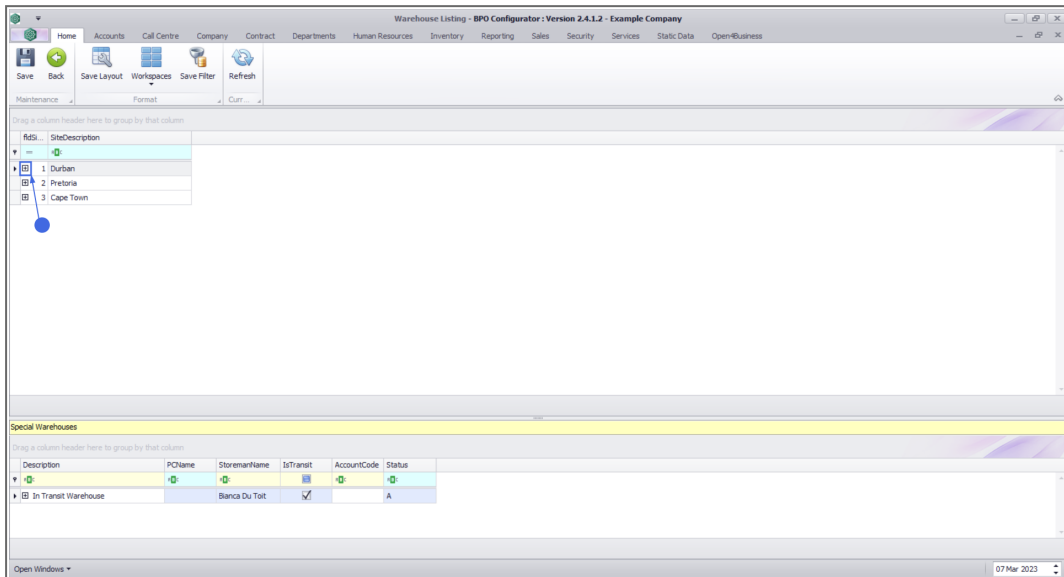 Warehouse Listing - BPO Configurator : Version 2.4.1.2 - Example Company
Home Accounts Call Centre Company Contract Departments Human Resources Inventory Reporting Sales Security Services Static Data Open4Business
Save Back Save Layout Workspaces Save Filter Refresh
Maintenance Format Curr...
Drag a column header here to group by that column
fldSi... SiteDescription
1 Durban
2 Pretoria
3 Cape Town
Special Warehouses
Drag a column header here to group by that column
Description PCName StoremanName IsTransit AccountCode Status
In Transit Warehouse Bianca Du Toit A
Open Windows 07 Mar 2023